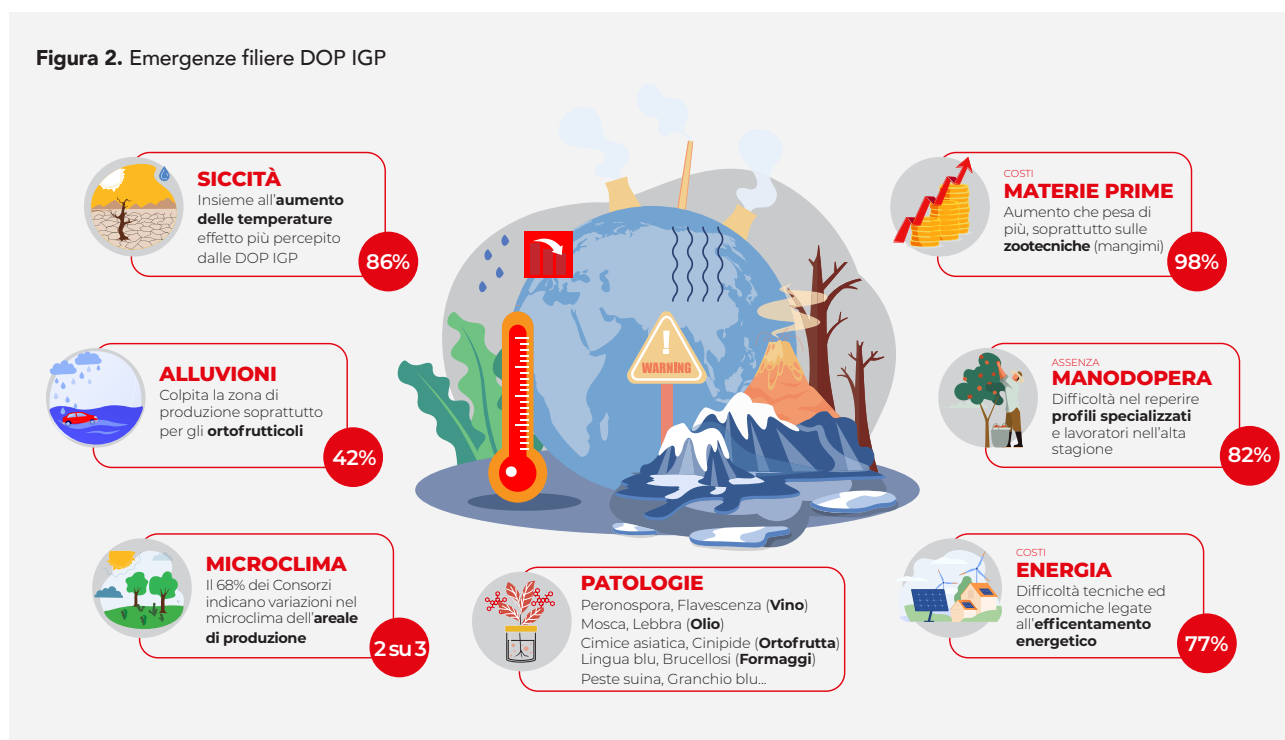 Figura 2. Emergenze filiere DOP IGP
SICCITÀ
Insieme all'aumento
delle temperature
effetto più percepito
dalle DOP IGP
86%
ALLUVIONI
Colpita la zona di
produzione soprattutto
per gli ortofrutticoli
42%
MICROCLIMA
Il 68% dei Consorzi
indicano variazioni nel
microclima dell'areale
di produzione
2 su 3
WARNING
PATOLOGIE
Peronospora, Flavescenza (Vino)
Mosca, Lebbra (Olio)
Cimice asiatica, Cinipide (Ortofrutta)
Lingua blu, Brucellosi (Formaggi)
Peste suina, Granchio blu...
COSTI
MATERIE PRIME
Aumento che pesa di
più, soprattutto sulle
zootecniche (mangimi)
98%
ASSENZA
MANODOPERA
Difficoltà nel reperire
profili specializzati
e lavoratori nell'alta
stagione
82%
COSTI
ENERGIA
Difficoltà tecniche ed
economiche legate
all'efficentamento
energetico
77%